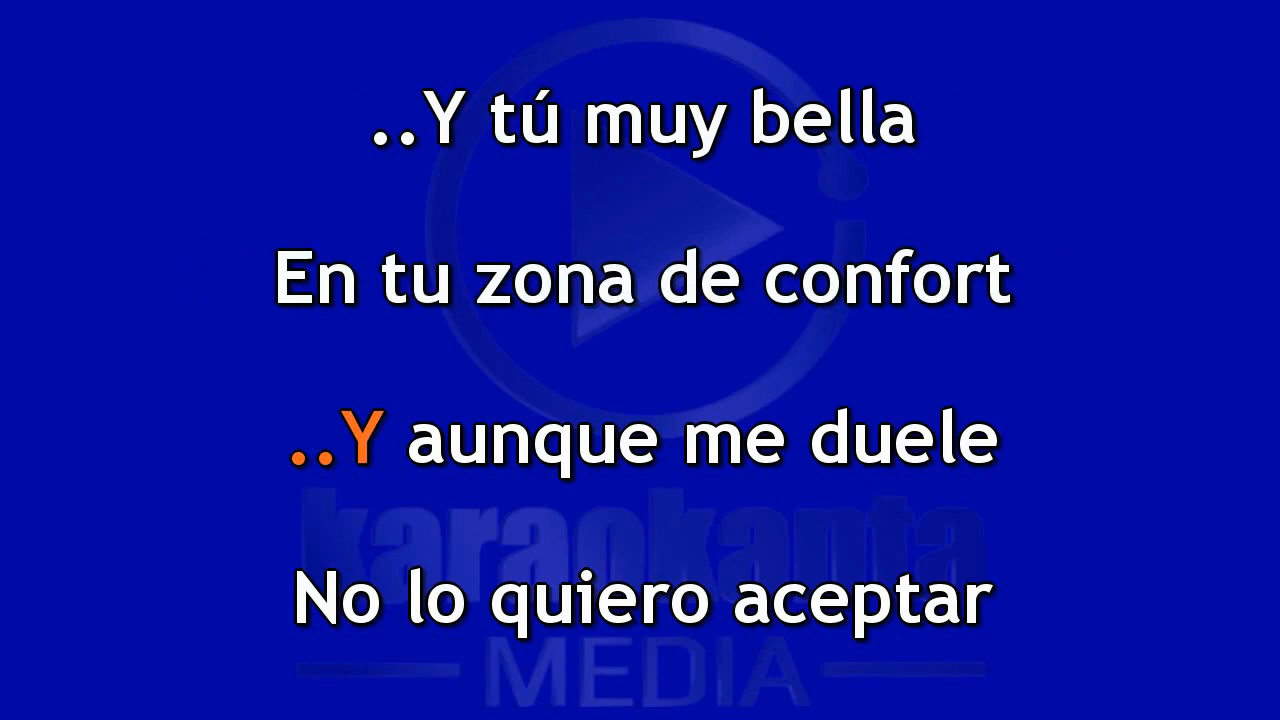 ..Y tú muy bella
En tu zona de confort
..Y aunque me duele
karaokanta
No lo quiero aceptar
MEDIA